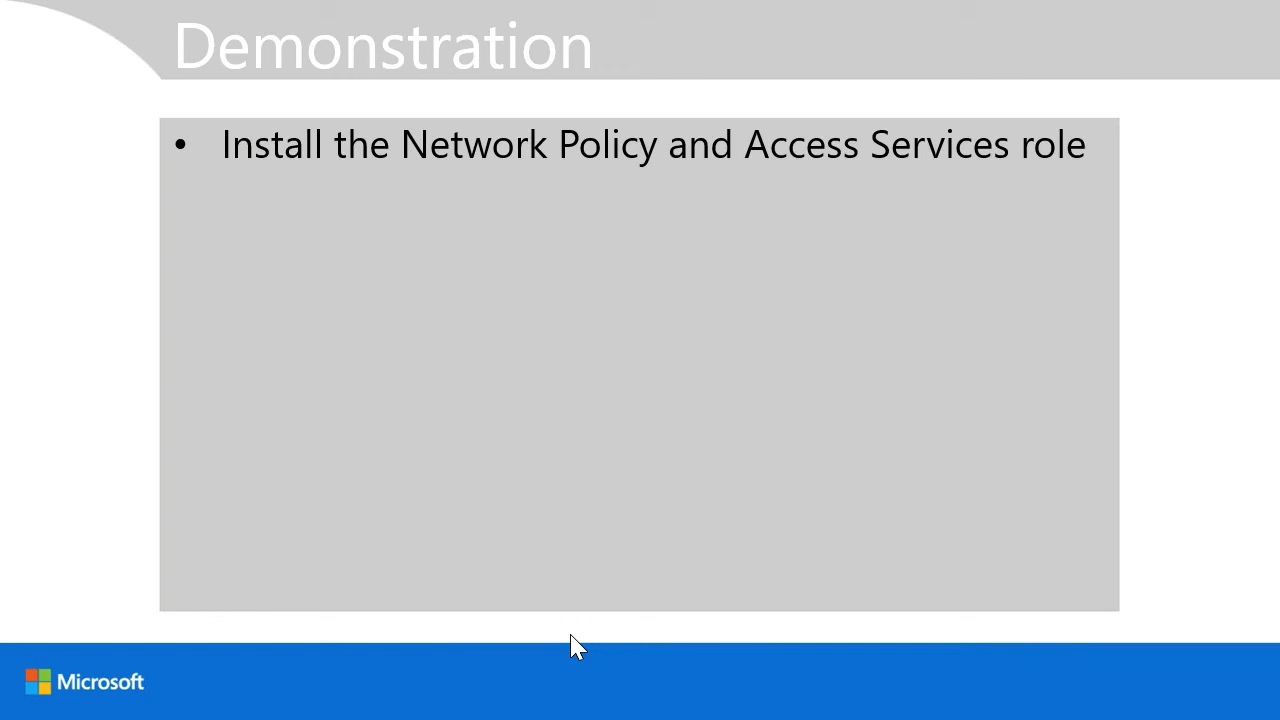 Demonstration
• Install the Network Policy and Access Services role
Microsoft